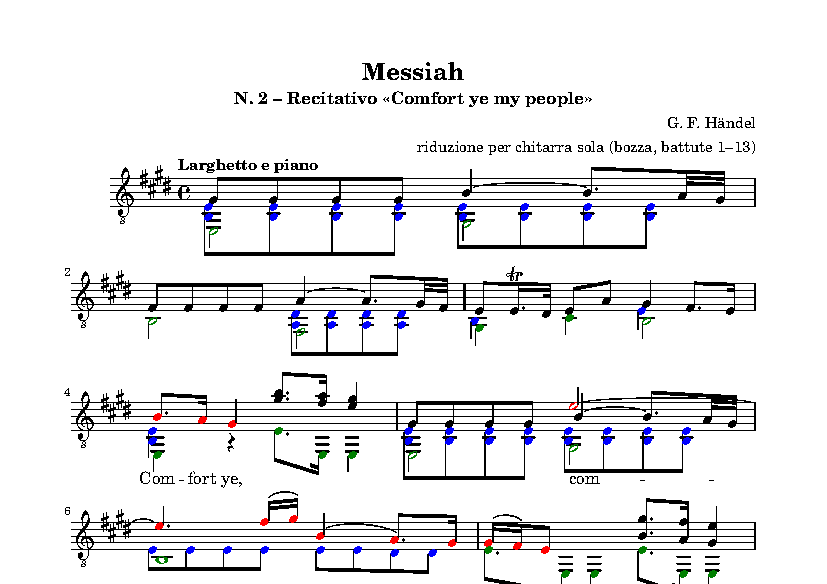 Messiah
N. 2 – Recitativo «Comfort ye my people»
G. F. Händel
riduzione per chitarra sola (bozza, battute 1–13)
Larghetto e piano
8
2
tr
8
4
8
Com - fort ye, com - -
6
8